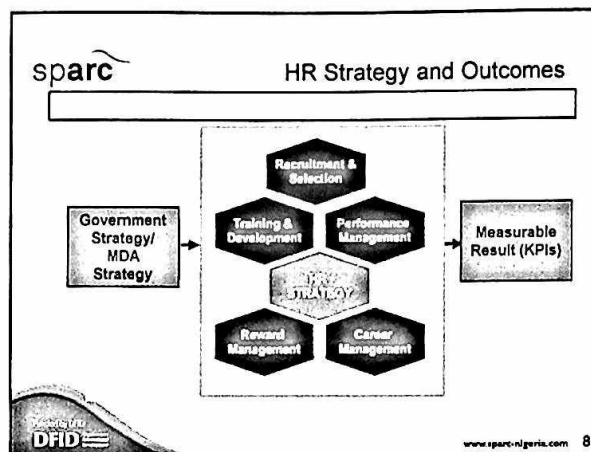 sparc
HR Strategy and Outcomes
Recruitment &
Selection
Government
Strategy/
MDA
Strategy
Training &
Development
Performance
Management
Measurable
Result (KPIs)
STRATEGY
Reward
Management
Career
Management
DFID
www.sparc-nigeria.com 8